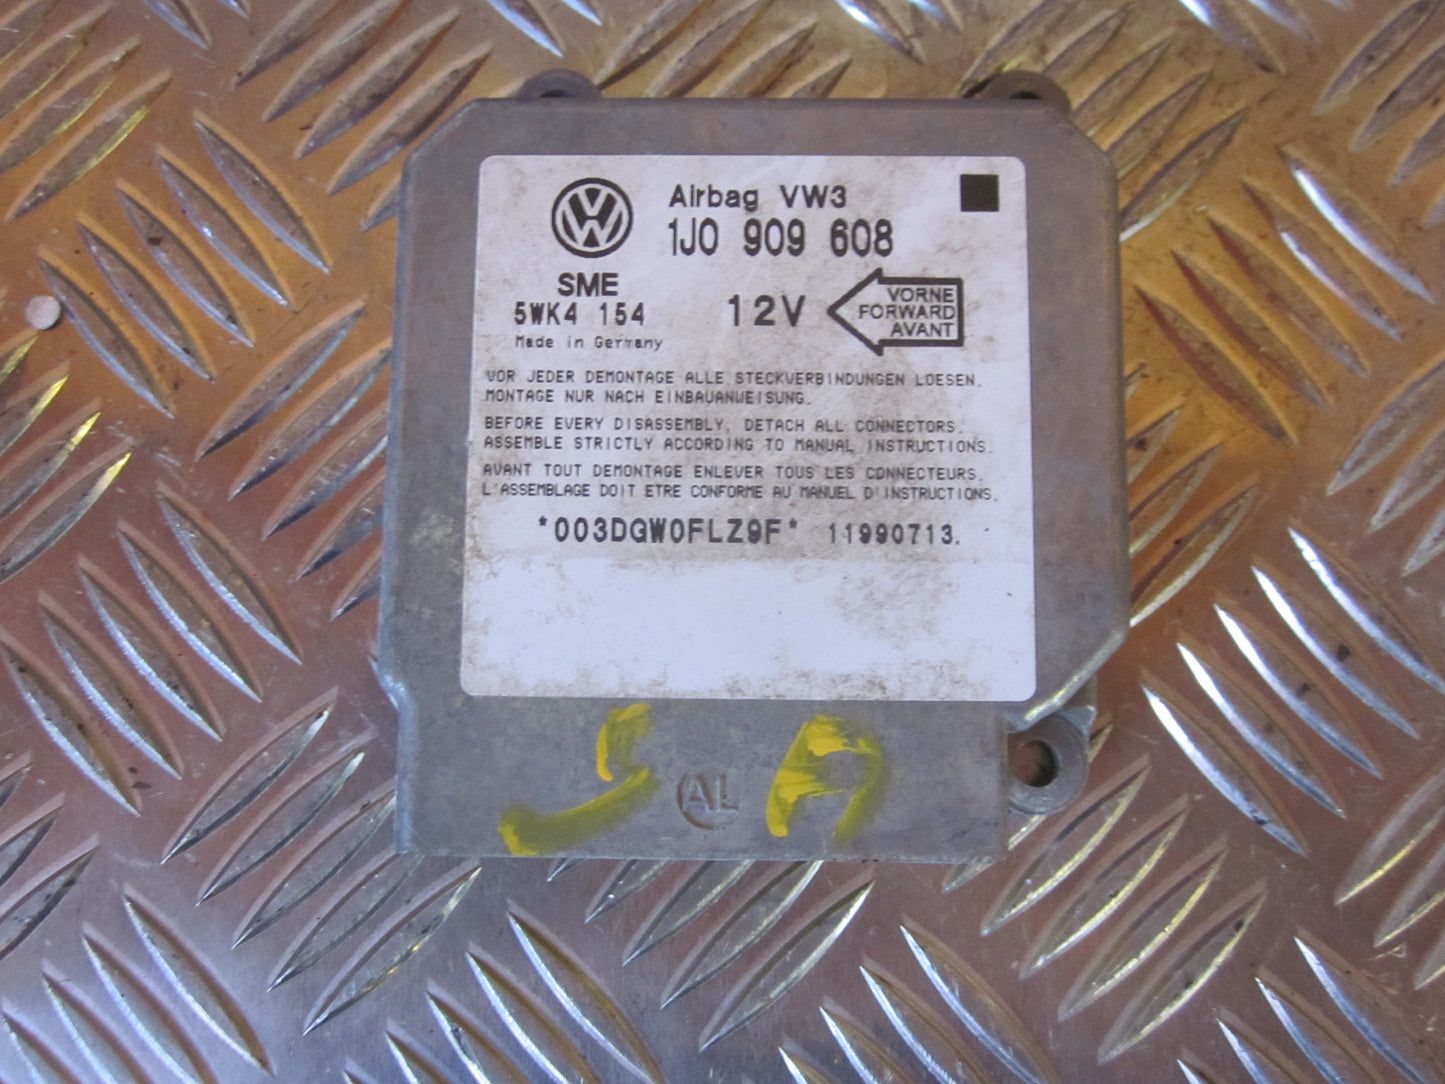 Airbag VW3
1J0 909 608
SME
5WK4 154
Made in Germany
12V
VORNE
FORWARD
AVANT
VOR JEDER DEMONTAGE ALLE STECKVERBINDUNGEN LOESEN.
MONTAGE NUR NACH EINBAUANWEISUNG.
BEFORE EVERY DISASSEMBLY, DETACH ALL CONNECTORS.
ASSEMBLE STRICTLY ACCORDING TO MANUAL INSTRUCTIONS.
AVANT TOUT DEMONTAGE ENLEVER TOUS LES CONNECTEURS.
L'ASSEMBLAGE DOIT ETRE CONFORME AU MANUEL D'INSTRUCTIONS.
*003DGW0FLZ9F* 11990713.
S A
AL